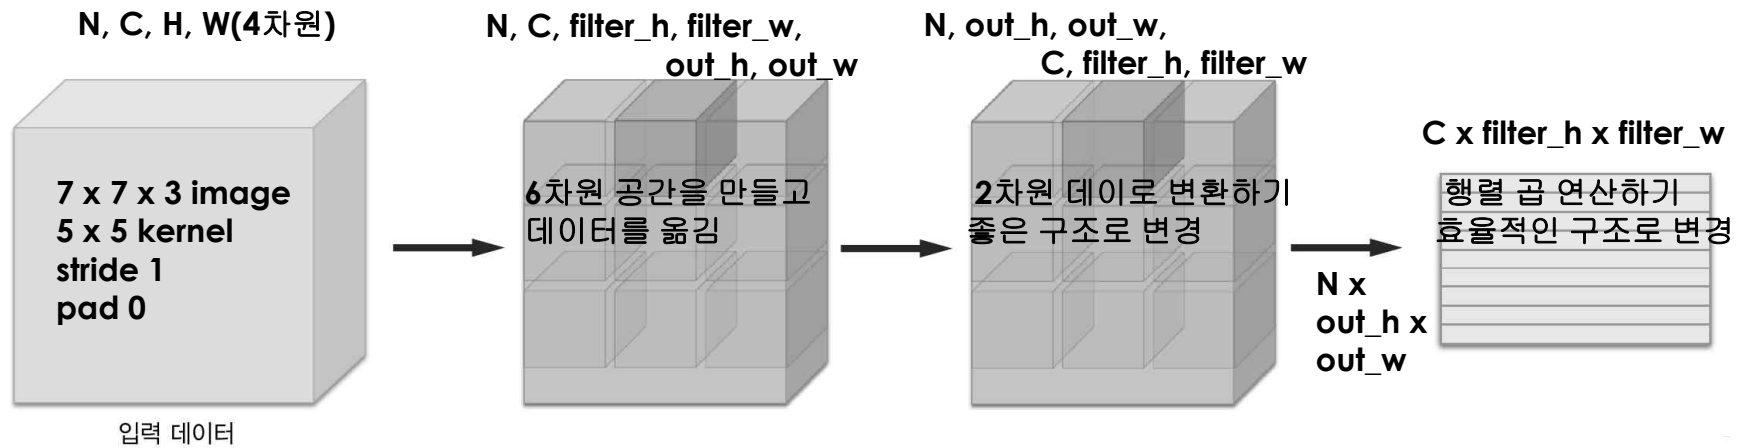 N, C, H, W(4차원)
7 x 7 x 3 image
5 x 5 kernel
stride 1
pad 0
입력 데이터
N, C, filter_h, filter_w,
out_h, out_w
6차원 공간을 만들고
데이터를 옮김
N, out_h, out_w,
C, filter_h, filter_w
2차원 데이로 변환하기
좋은 구조로 변경
N x
out_h x
out_w
C x filter_h x filter_w
행렬 곱 연산하기
효율적인 구조로 변경